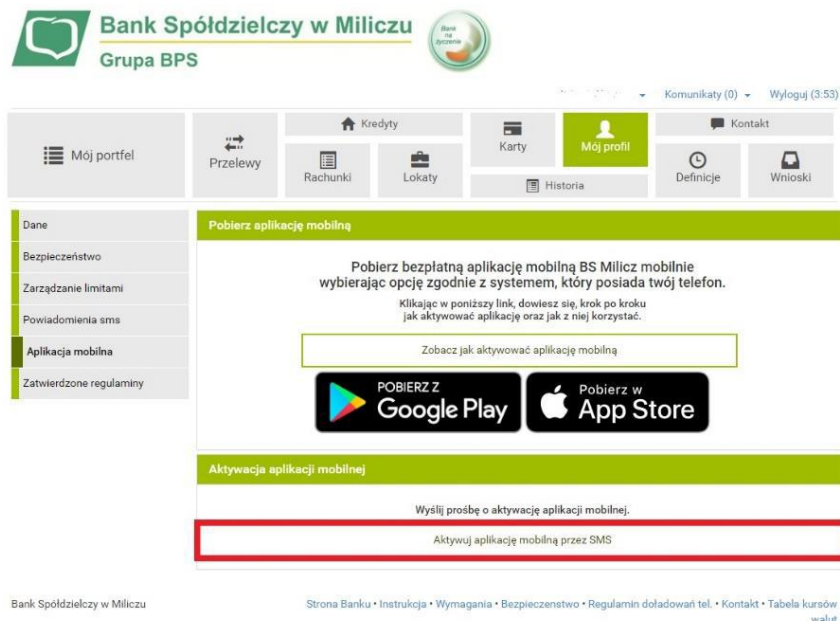 Bank Spółdzielczy w Miliczu
Grupa BPS
Bank
na
życzenie
Komunikaty (0)
Wyloguj (3:53)
Mój portfel
Przelewy
Kredyty
Rachunki
Lokaty
Karty
Mój profil
Historia
Kontakt
Definicje
Wnioski
Dane
Bezpieczeństwo
Zarządzanie limitami
Powiadomienia sms
Aplikacja mobilna
Zatwierdzone regulaminy
Pobierz aplikację mobilną
Pobierz bezpłatną aplikację mobilną BS Milicz mobilnie
wybierając opcję zgodnie z systemem, który posiada twój telefon.
Klikając w poniższy link, dowiesz się, krok po kroku
jak aktywować aplikację oraz jak z niej korzystać.
Zobacz jak aktywować aplikację mobilną
POBIERZ Z
Google Play
Pobierz w
App Store
Aktywacja aplikacji mobilnej
Wyślij prośbę o aktywację aplikacji mobilnej.
Aktywuj aplikację mobilną przez SMS
Bank Spółdzielczy w Miliczu
Strona Banku • Instrukcja • Wymagania • Bezpieczenstwo • Regulamin doładowań tel. • Kontakt • Tabela kursów
walut